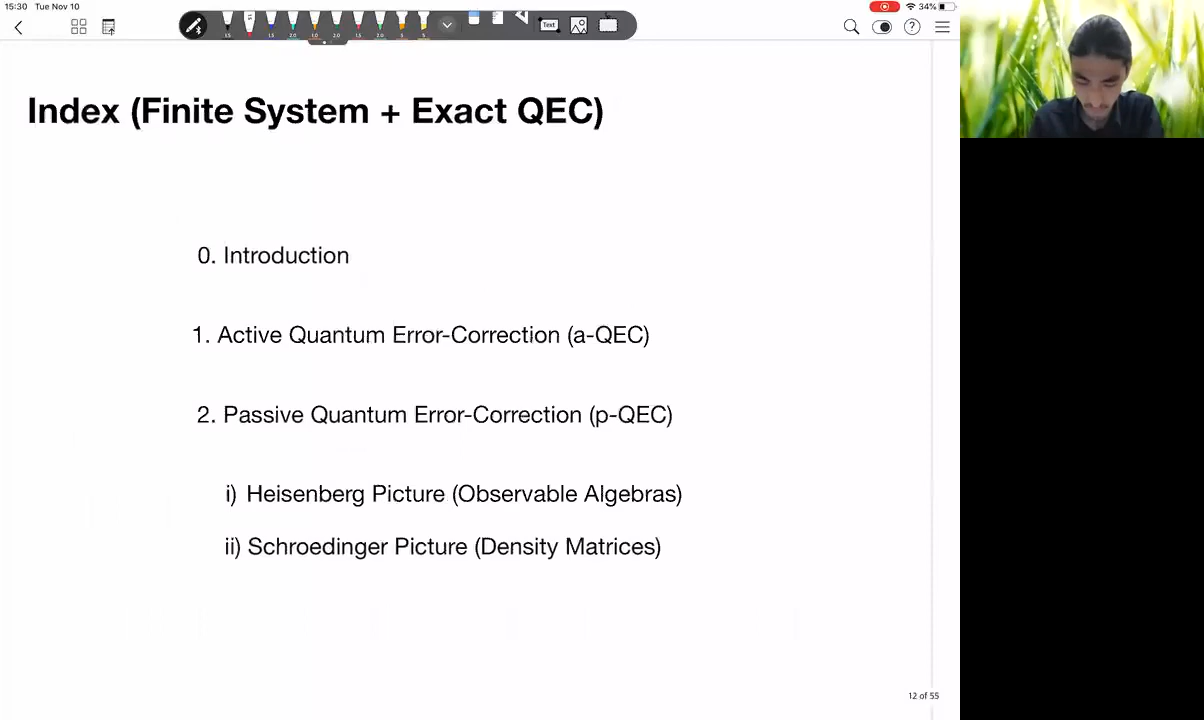 15:30 Tue Nov 10
34%
Text
Index (Finite System + Exact QEC)
0. Introduction
1. Active Quantum Error-Correction (a-QEC)
2. Passive Quantum Error-Correction (p-QEC)
i) Heisenberg Picture (Observable Algebras)
ii) Schroedinger Picture (Density Matrices)
12 of 55